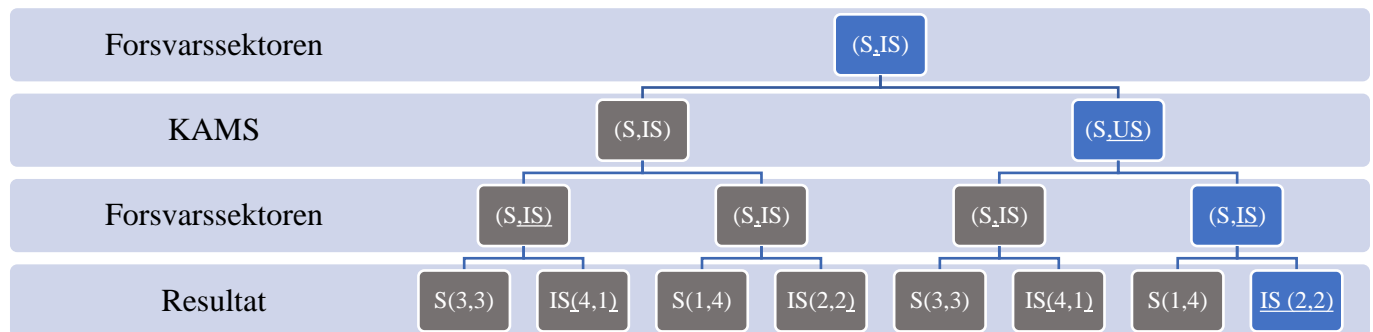 Forsvarssektoren (S,IS)
KAMS (S,IS) (S,US)
Forsvarssektoren (S,IS) (S,IS) (S,IS) (S,IS)
Resultat S(3,3) IS(4,1) S(1,4) IS(2,2) S(3,3) IS(4,1) S(1,4) IS (2,2)